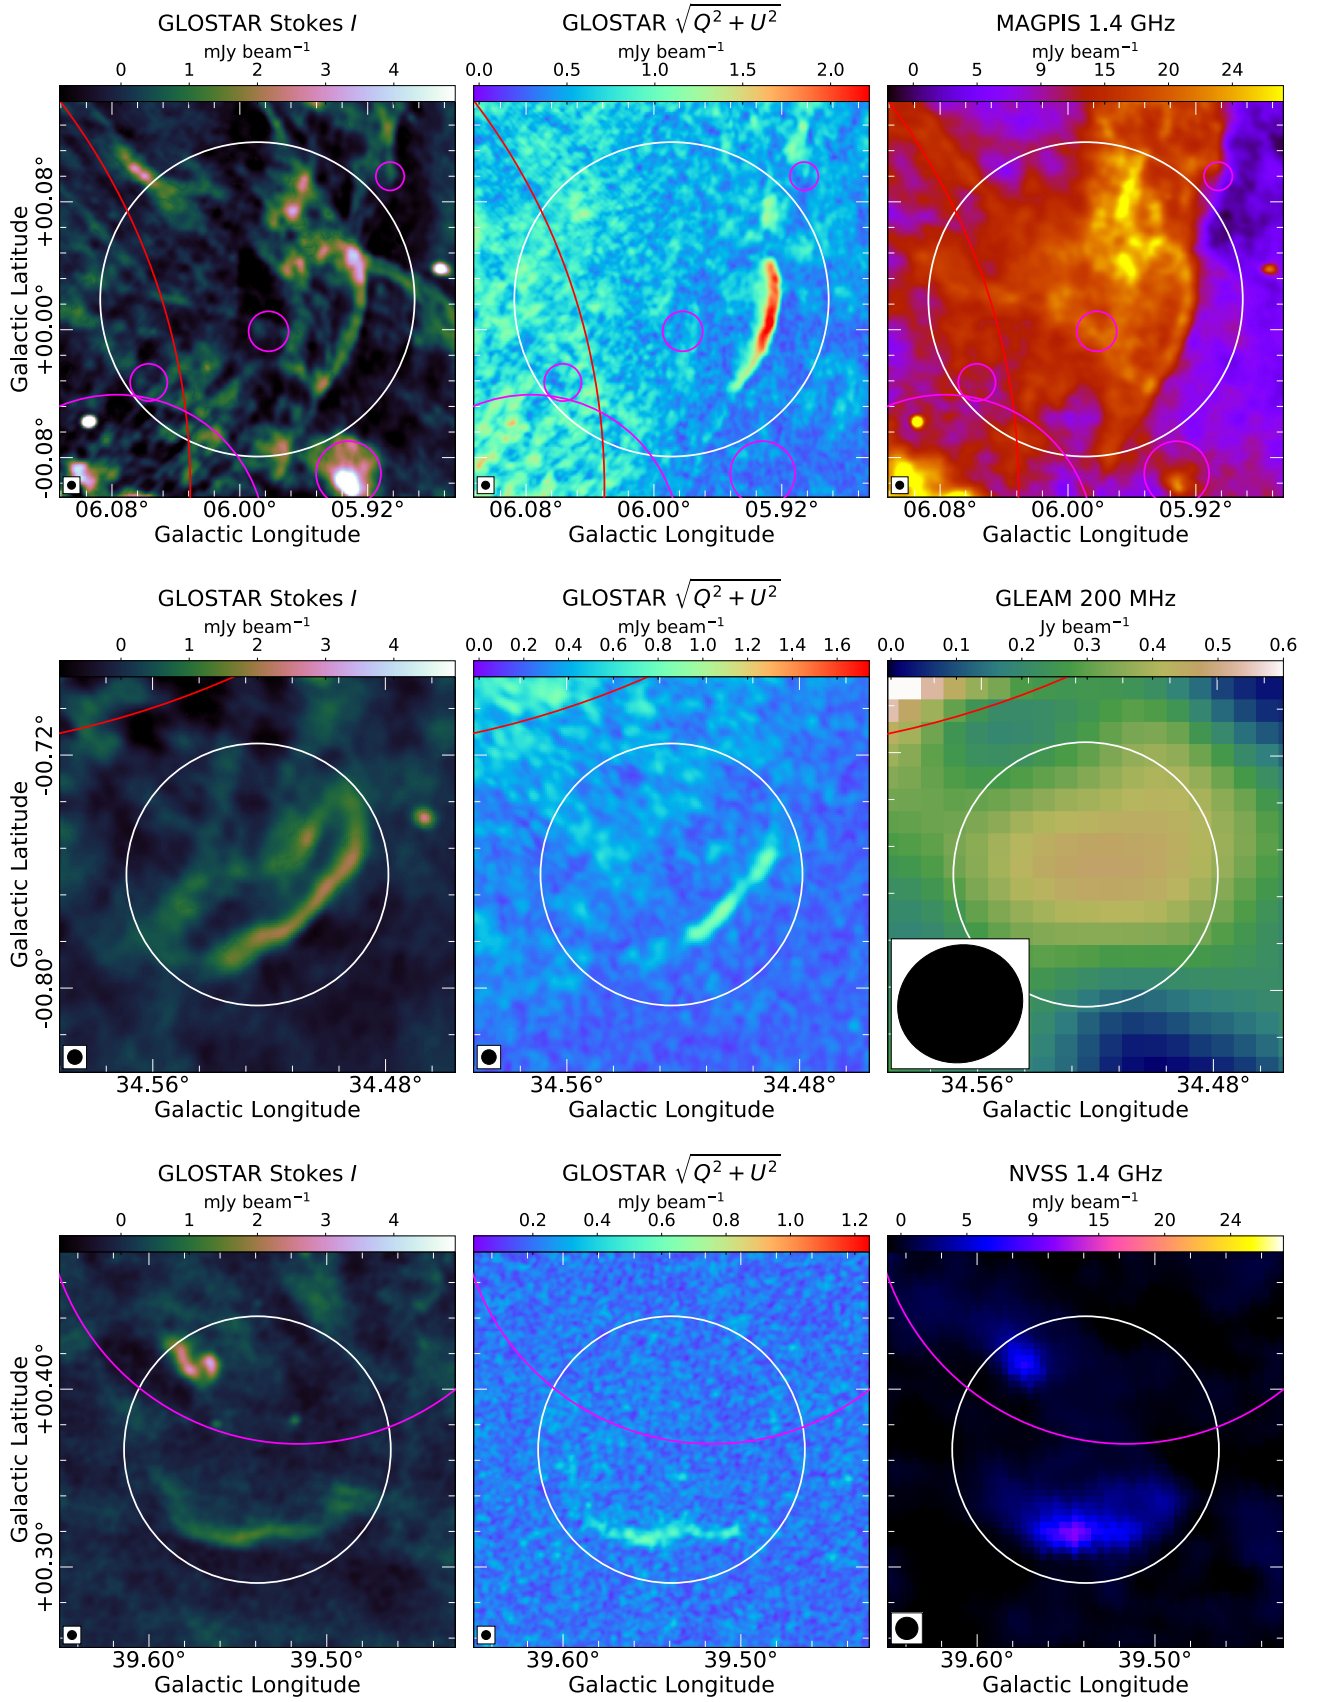 GLOSTAR Stokes I
mJy beam⁻¹
0 1 2 3 4
GLOSTAR √Q² + U²
mJy beam⁻¹
0.0 0.5 1.0 1.5 2.0
MAGPIS 1.4 GHz
mJy beam⁻¹
0 5 9 15 20 24
Galactic Latitude
+00.08°
+00.00°
-00.08°
06.08° 06.00° 05.92°
Galactic Longitude
06.08° 06.00° 05.92°
Galactic Longitude
06.08° 06.00° 05.92°
Galactic Longitude
GLOSTAR Stokes I
mJy beam⁻¹
0 1 2 3 4
GLOSTAR √Q² + U²
mJy beam⁻¹
0.0 0.2 0.4 0.6 0.8 1.0 1.2 1.4 1.6
GLEAM 200 MHz
Jy beam⁻¹
0.0 0.1 0.2 0.3 0.4 0.5 0.6
Galactic Latitude
-00.72°
-00.80°
34.56° 34.48°
Galactic Longitude
34.56° 34.48°
Galactic Longitude
34.56° 34.48°
Galactic Longitude
GLOSTAR Stokes I
mJy beam⁻¹
0 1 2 3 4
GLOSTAR √Q² + U²
mJy beam⁻¹
0.2 0.4 0.6 0.8 1.0 1.2
NVSS 1.4 GHz
mJy beam⁻¹
0 5 9 15 20 24
Galactic Latitude
+00.40°
+00.30°
39.60° 39.50°
Galactic Longitude
39.60° 39.50°
Galactic Longitude
39.60° 39.50°
Galactic Longitude